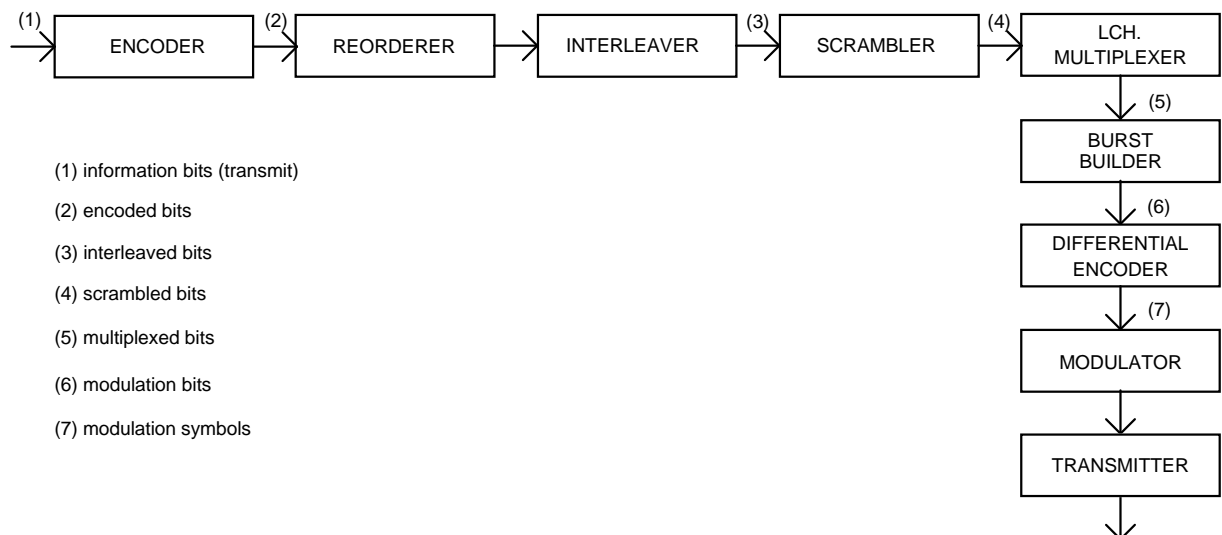 (1) ENCODER (2) REORDERER INTERLEAVER (3) SCRAMBLER (4) LCH.
MULTIPLEXER
(5)
BURST
BUILDER
(6)
DIFFERENTIAL
ENCODER
(7)
MODULATOR
TRANSMITTER
(1) information bits (transmit)
(2) encoded bits
(3) interleaved bits
(4) scrambled bits
(5) multiplexed bits
(6) modulation bits
(7) modulation symbols